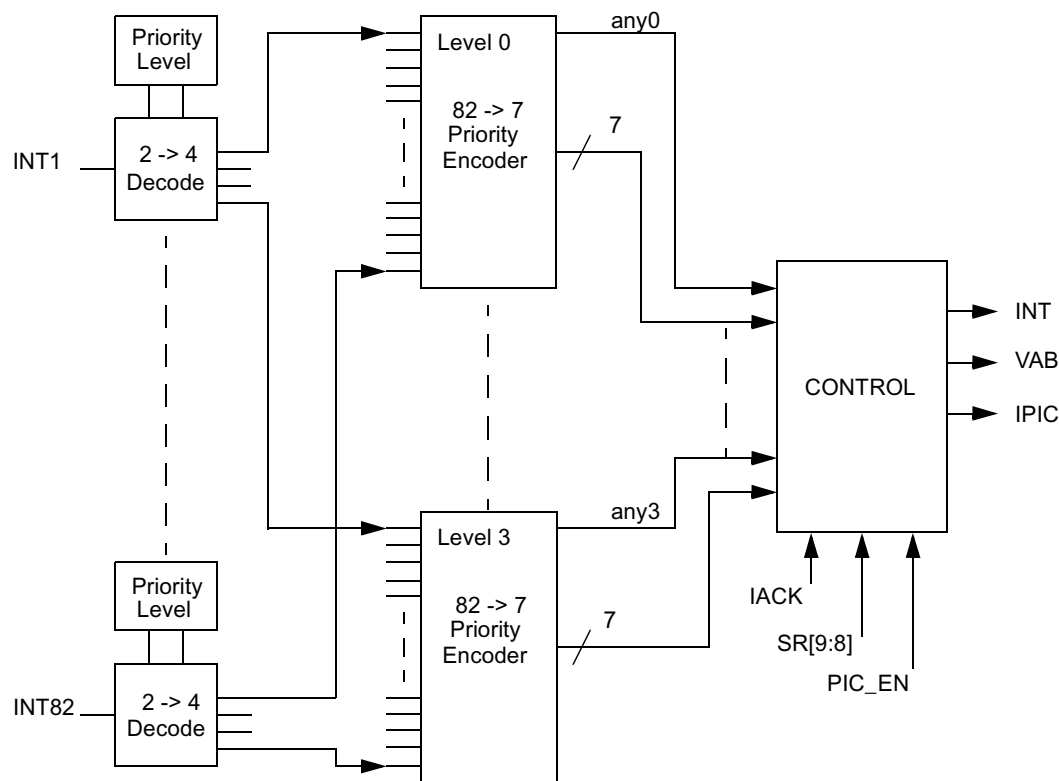 Priority
Level
2 -> 4
Decode
INT1
Level 0
82 -> 7
Priority
Encoder
any0
7
CONTROL
INT
VAB
IPIC
IACK
SR[9:8]
PIC_EN
Priority
Level
2 -> 4
Decode
INT82
Level 3
82 -> 7
Priority
Encoder
any3
7